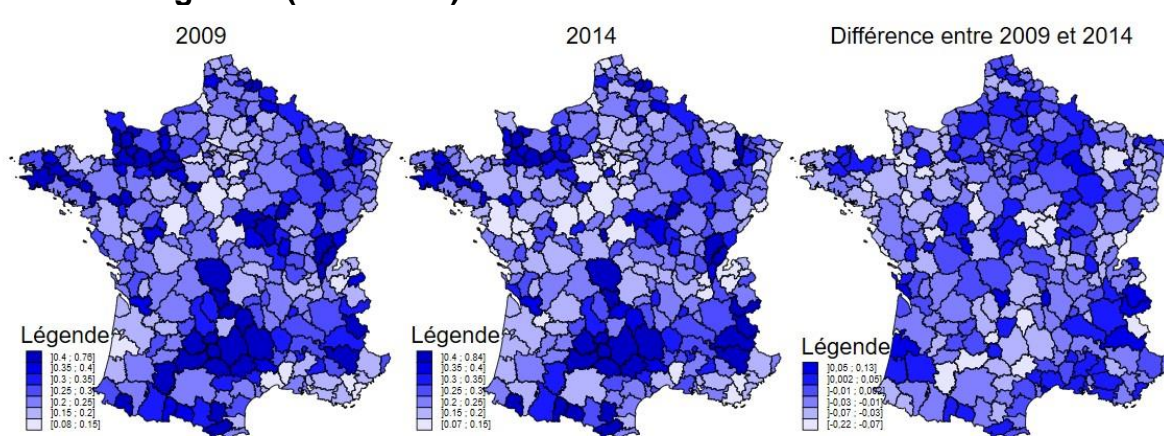 2009
2014
Différence entre 2009 et 2014
Légende
]0.4 ; 0.76]
]0.35 ; 0.4]
]0.3 ; 0.35]
]0.25 ; 0.3]
]0.2 ; 0.25]
]0.15 ; 0.2]
[0.08 ; 0.15]
Légende
]0.4 ; 0.84]
]0.35 ; 0.4]
]0.3 ; 0.35]
]0.25 ; 0.3]
]0.2 ; 0.25]
]0.15 ; 0.2]
[0.07 ; 0.15]
Légende
]0.05 ; 0.13]
]0.002 ; 0.05]
]-0.01 ; 0.002]
]-0.03 ; -0.01]
]-0.07 ; -0.03]
[-0.22 ; -0.07]